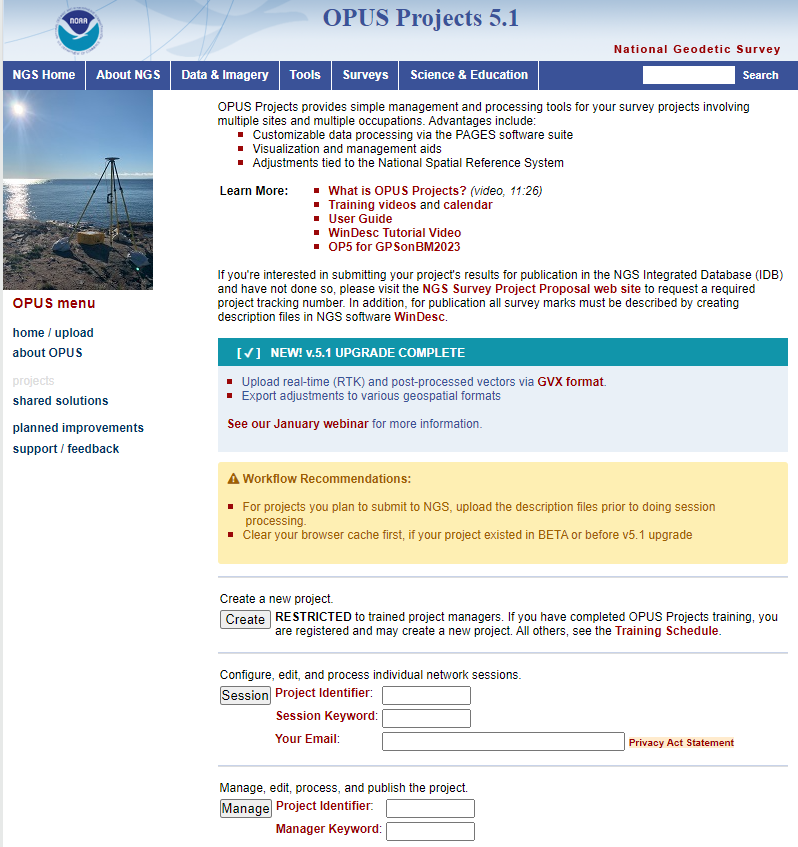 NOAA
OPUS Projects 5.1
National Geodetic Survey
NGS Home
About NGS
Data & Imagery
Tools
Surveys
Science & Education
Search
OPUS Projects provides simple management and processing tools for your survey projects involving
multiple sites and multiple occupations. Advantages include:
Customizable data processing via the PAGES software suite
Visualization and management aids
Adjustments tied to the National Spatial Reference System
Learn More:
What is OPUS Projects? (video, 11:26)
Training videos and calendar
User Guide
WinDesc Tutorial Video
OP5 for GPSonBM2023
If you're interested in submitting your project's results for publication in the NGS Integrated Database (IDB)
and have not done so, please visit the NGS Survey Project Proposal web site to request a required
project tracking number. In addition, for publication all survey marks must be described by creating
description files in NGS software WinDesc.
OPUS menu
home / upload
about OPUS
projects
shared solutions
planned improvements
support / feedback
[✓] NEW! v.5.1 UPGRADE COMPLETE
Upload real-time (RTK) and post-processed vectors via GVX format.
Export adjustments to various geospatial formats
See our January webinar for more information.
Workflow Recommendations:
For projects you plan to submit to NGS, upload the description files prior to doing session
processing.
Clear your browser cache first, if your project existed in BETA or before v5.1 upgrade
Create a new project.
Create
RESTRICTED to trained project managers. If you have completed OPUS Projects training, you
are registered and may create a new project. All others, see the Training Schedule.
Configure, edit, and process individual network sessions.
Session
Project Identifier:
Session Keyword:
Your Email:
Privacy Act Statement
Manage, edit, process, and publish the project.
Manage
Project Identifier:
Manager Keyword: